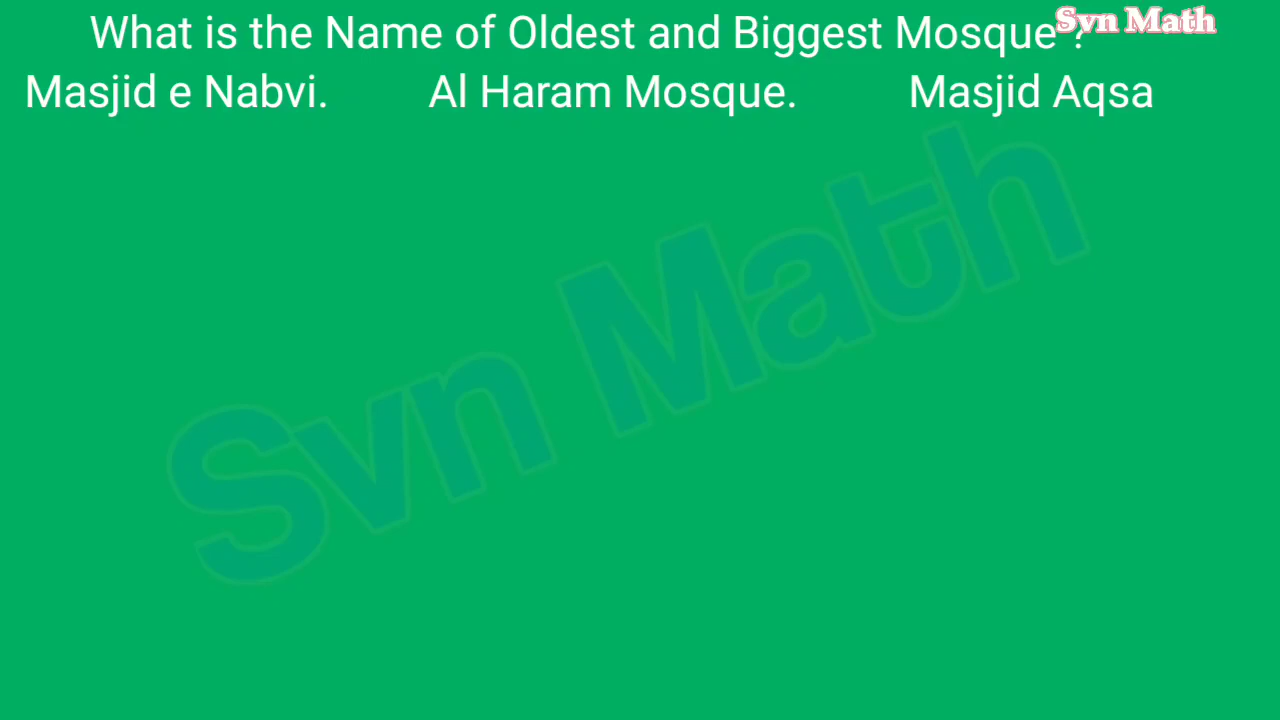 What is the Name of Oldest and Biggest Mosque ?
Svn Math
Masjid e Nabvi. Al Haram Mosque. Masjid Aqsa
Svn Math